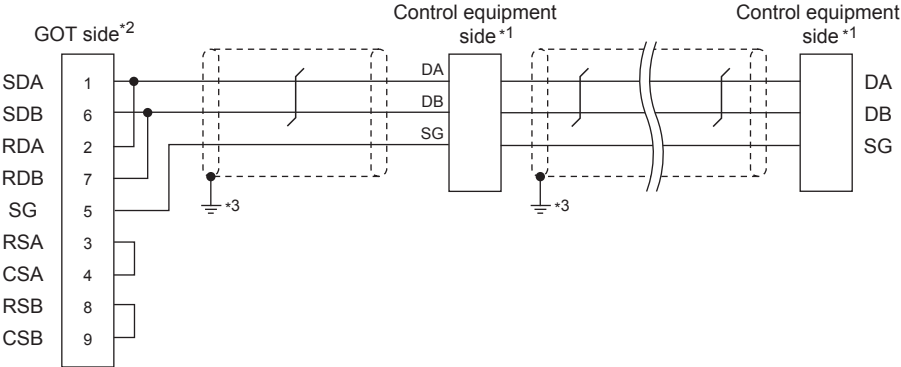 Control equipment
side*1
Control equipment
side*1
GOT side*2
SDA 1 DA DA
SDB 6 DB DB
RDA 2 SG SG
RDB 7
SG 5 *3 *3
RSA 3
CSA 4
RSB 8
CSB 9